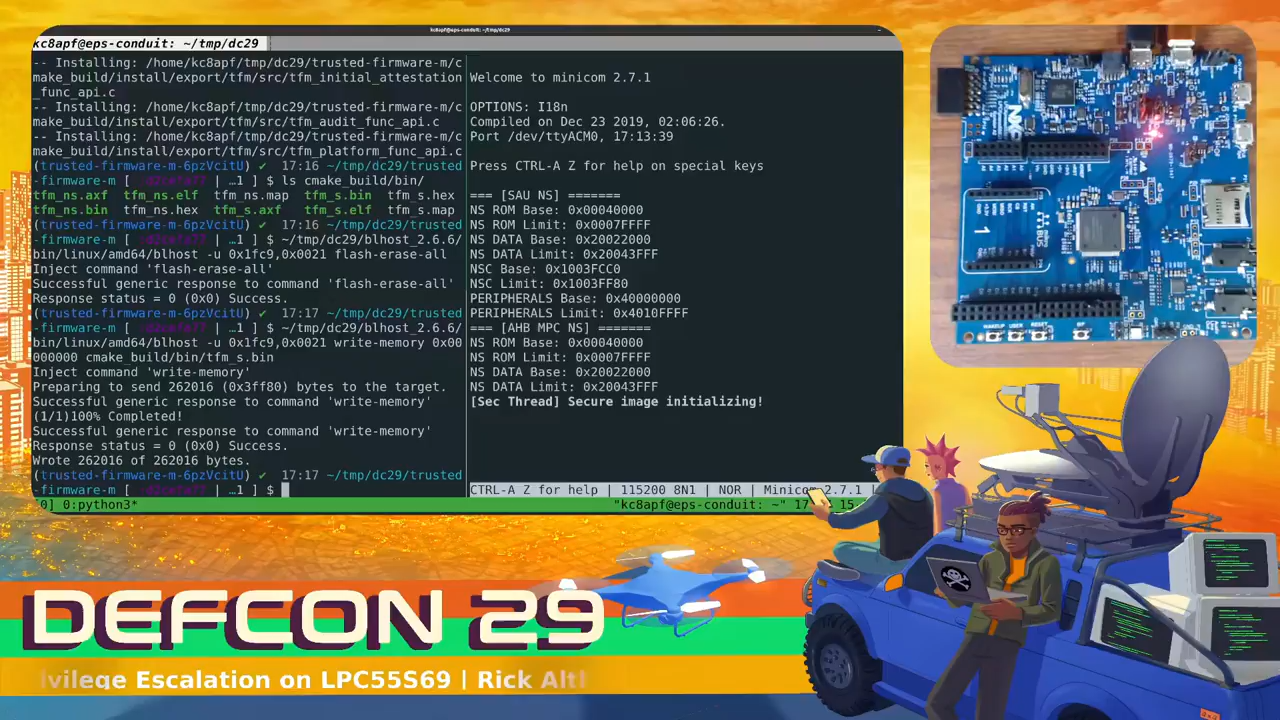 kc8apf@eps-conduit: ~/tmp/dc29
kc8apf@eps-conduit: ~/tmp/dc29
-- Installing: /home/kc8apf/tmp/dc29/trusted-firmware-m/c
make_build/install/export/tfm/src/tfm_initial_attestation
_func_api.c
-- Installing: /home/kc8apf/tmp/dc29/trusted-firmware-m/c
make_build/install/export/tfm/src/tfm_audit_func_api.c
-- Installing: /home/kc8apf/tmp/dc29/trusted-firmware-m/c
make_build/install/export/tfm/src/tfm_platform_func_api.c
(trusted-firmware-m-6pzVcitU) ✔ 17:16 ~/tmp/dc29/trusted
-firmware-m [ | …1 ] $ ls cmake_build/bin/
tfm_ns.axf tfm_ns.elf tfm_ns.map tfm_s.bin tfm_s.hex
tfm_ns.bin tfm_ns.hex tfm_s.axf tfm_s.elf tfm_s.map
(trusted-firmware-m-6pzVcitU) ✔ 17:16 ~/tmp/dc29/trusted
-firmware-m [ | …1 ] $ ~/tmp/dc29/blhost_2.6.6/
bin/linux/amd64/blhost -u 0x1fc9,0x0021 flash-erase-all
Inject command 'flash-erase-all'
Successful generic response to command 'flash-erase-all'
Response status = 0 (0x0) Success.
(trusted-firmware-m-6pzVcitU) ✔ 17:17 ~/tmp/dc29/trusted
-firmware-m [ | …1 ] $ ~/tmp/dc29/blhost_2.6.6/
bin/linux/amd64/blhost -u 0x1fc9,0x0021 write-memory 0x00
000000 cmake_build/bin/tfm_s.bin
Inject command 'write-memory'
Preparing to send 262016 (0x3ff80) bytes to the target.
Successful generic response to command 'write-memory'
(1/1)100% Completed!
Successful generic response to command 'write-memory'
Response status = 0 (0x0) Success.
Wrote 262016 of 262016 bytes.
(trusted-firmware-m-6pzVcitU) ✔ 17:17 ~/tmp/dc29/trusted
-firmware-m [ | …1 ] $
Welcome to minicom 2.7.1
OPTIONS: I18n
Compiled on Dec 23 2019, 02:06:26.
Port /dev/ttyACM0, 17:13:39
Press CTRL-A Z for help on special keys
=== [SAU NS] =======
NS ROM Base: 0x00040000
NS ROM Limit: 0x0007FFFF
NS DATA Base: 0x20022000
NS DATA Limit: 0x20043FFF
NSC Base: 0x1003FCC0
NSC Limit: 0x1003FF80
PERIPHERALS Base: 0x40000000
PERIPHERALS Limit: 0x4010FFFF
=== [AHB MPC NS] =======
NS ROM Base: 0x00040000
NS ROM Limit: 0x0007FFFF
NS DATA Base: 0x20022000
NS DATA Limit: 0x20043FFF
[Sec Thread] Secure image initializing!
CTRL-A Z for help | 115200 8N1 | NOR | Minicom 2.7.1 |
0] 0:python3*
"kc8apf@eps-conduit: ~" 17
NXP
WAKEUP USER RESET
DEFCON 29
ivilege Escalation on LPC55S69 | Rick Alth